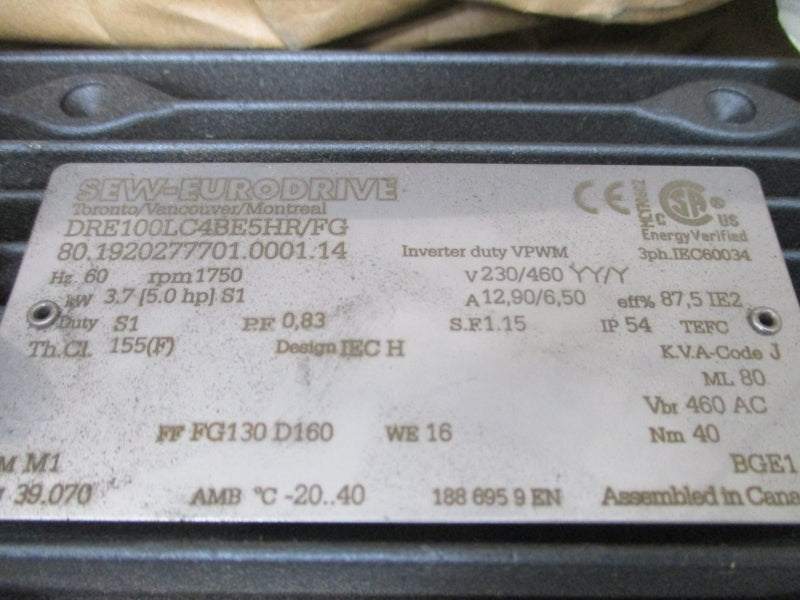 SEW-EURODRIVE
Toronto/Vancouver/Montreal
DRE100LC4BE5HR/FG
80.1920277701.0001.14 Inverter duty VPWM 3ph.IEC60034
CE SA C US
Energy Verified
Hz 60 rpm 1750 V 230/460 YY/Y
kW 3.7 [5.0 hp] S1 A 12,90/6,50 eff% 87,5 IE2
Duty S1 P.F. 0,83 S.F. 1.15 IP 54 TEFC
Th.Cl. 155(F) Design IEC H K.V.A-Code J
ML 80
Vbr 460 AC
FF FG130 D160 WE 16 Nm 40
M1 BGE1
39.070 AMB °C -20..40 188 695 9 EN Assembled in Cana